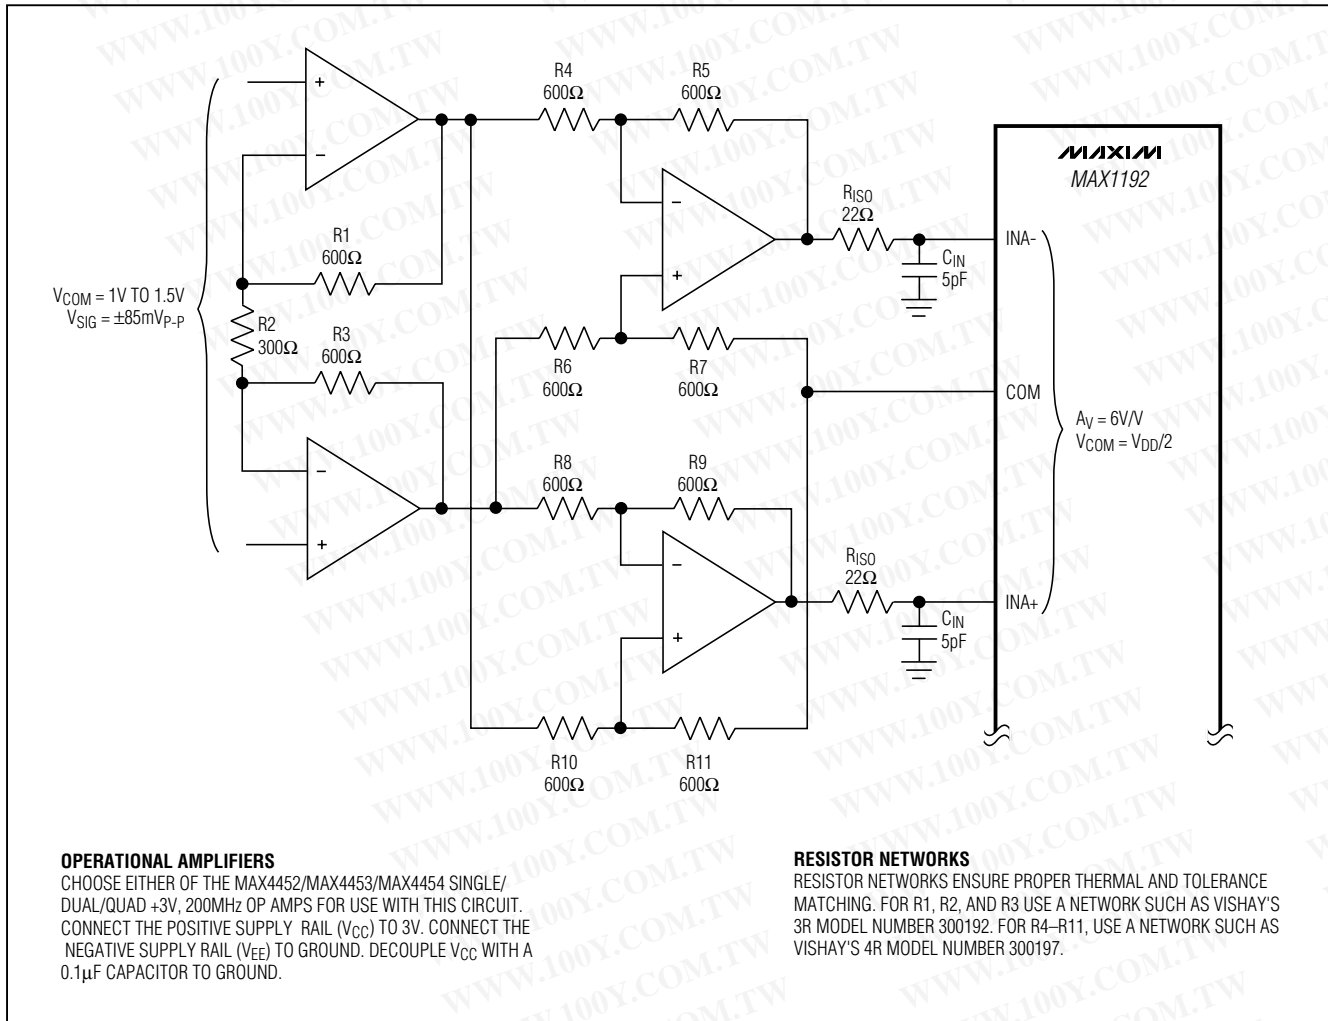 R4
600Ω
R5
600Ω
+
−
MAXIM
MAX1192
RISO
22Ω
−
INA-
R1
600Ω
CIN
5pF
+
VCOM = 1V TO 1.5V
VSIG = ±85mVP-P
R2
300Ω
R3
600Ω
R6
600Ω
R7
600Ω
COM
AV = 6V/V
VCOM = VDD/2
R8
600Ω
R9
600Ω
−
+
RISO
22Ω
−
INA+
CIN
5pF
+
R10
600Ω
R11
600Ω
OPERATIONAL AMPLIFIERS
CHOOSE EITHER OF THE MAX4452/MAX4453/MAX4454 SINGLE/
DUAL/QUAD +3V, 200MHz OP AMPS FOR USE WITH THIS CIRCUIT.
CONNECT THE POSITIVE SUPPLY RAIL (VCC) TO 3V. CONNECT THE
NEGATIVE SUPPLY RAIL (VEE) TO GROUND. DECOUPLE VCC WITH A
0.1µF CAPACITOR TO GROUND.
RESISTOR NETWORKS
RESISTOR NETWORKS ENSURE PROPER THERMAL AND TOLERANCE
MATCHING. FOR R1, R2, AND R3 USE A NETWORK SUCH AS VISHAY'S
3R MODEL NUMBER 300192. FOR R4–R11, USE A NETWORK SUCH AS
VISHAY'S 4R MODEL NUMBER 300197.
WWW.100Y.COM.TW